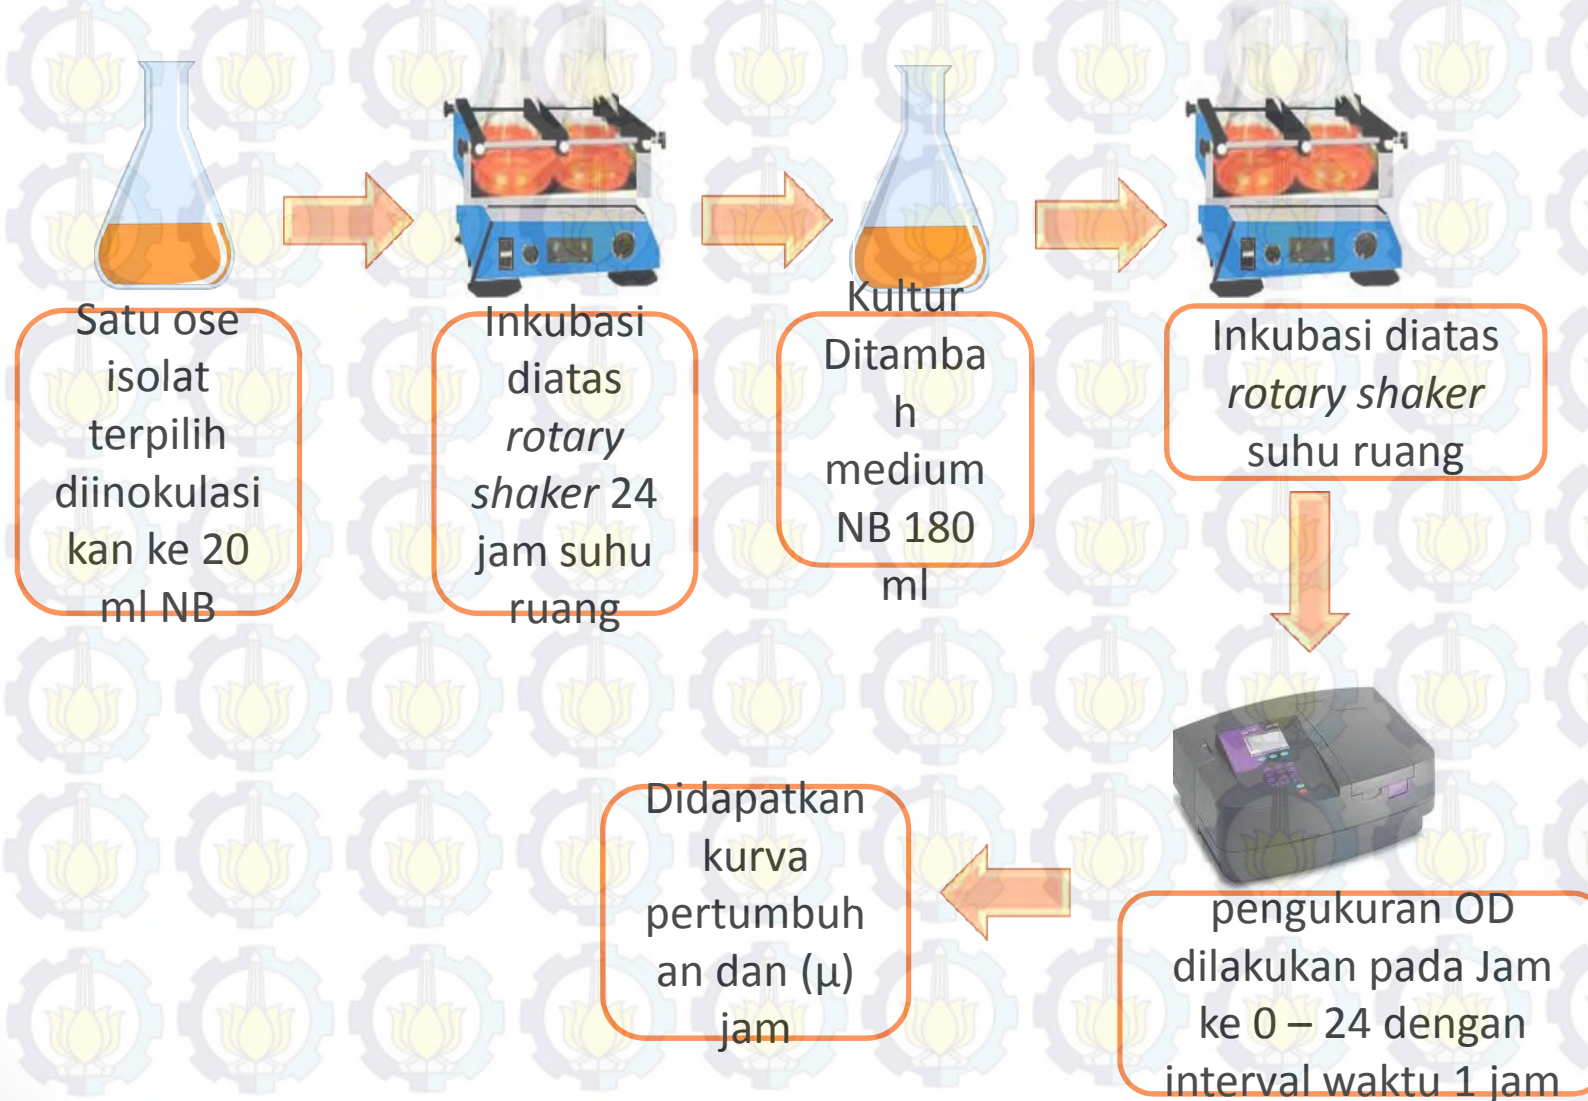 Satu ose
isolat
terpilih
diinokulasi
kan ke 20
ml NB
Inkubasi
diatas
rotary
shaker 24
jam suhu
ruang
Kultur
Ditamba
h
medium
NB 180
ml
Inkubasi diatas
rotary shaker
suhu ruang
pengukuran OD
dilakukan pada Jam
ke 0 – 24 dengan
interval waktu 1 jam
Didapatkan
kurva
pertumbuh
an dan (μ)
jam